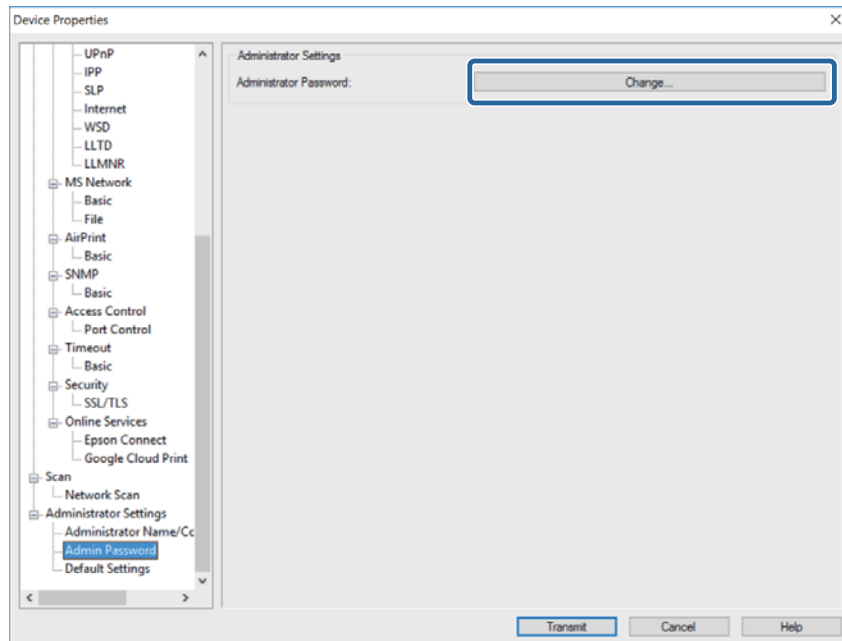 Device Properties
UPnP
IPP
SLP
Internet
WSD
LLTD
LLMNR
MS Network
Basic
File
AirPrint
Basic
SNMP
Basic
Access Control
Port Control
Timeout
Basic
Security
SSL/TLS
Online Services
Epson Connect
Google Cloud Print
Scan
Network Scan
Administrator Settings
Administrator Name/Cc
Admin Password
Default Settings
Administrator Settings
Administrator Password:
Change...
Transmit
Cancel
Help